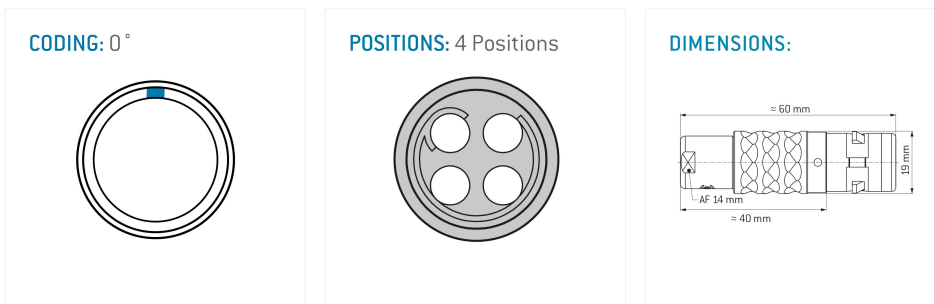 CODING: 0°
POSITIONS: 4 Positions
DIMENSIONS:
≈ 60 mm
19 mm
AF 14 mm
≈ 40 mm